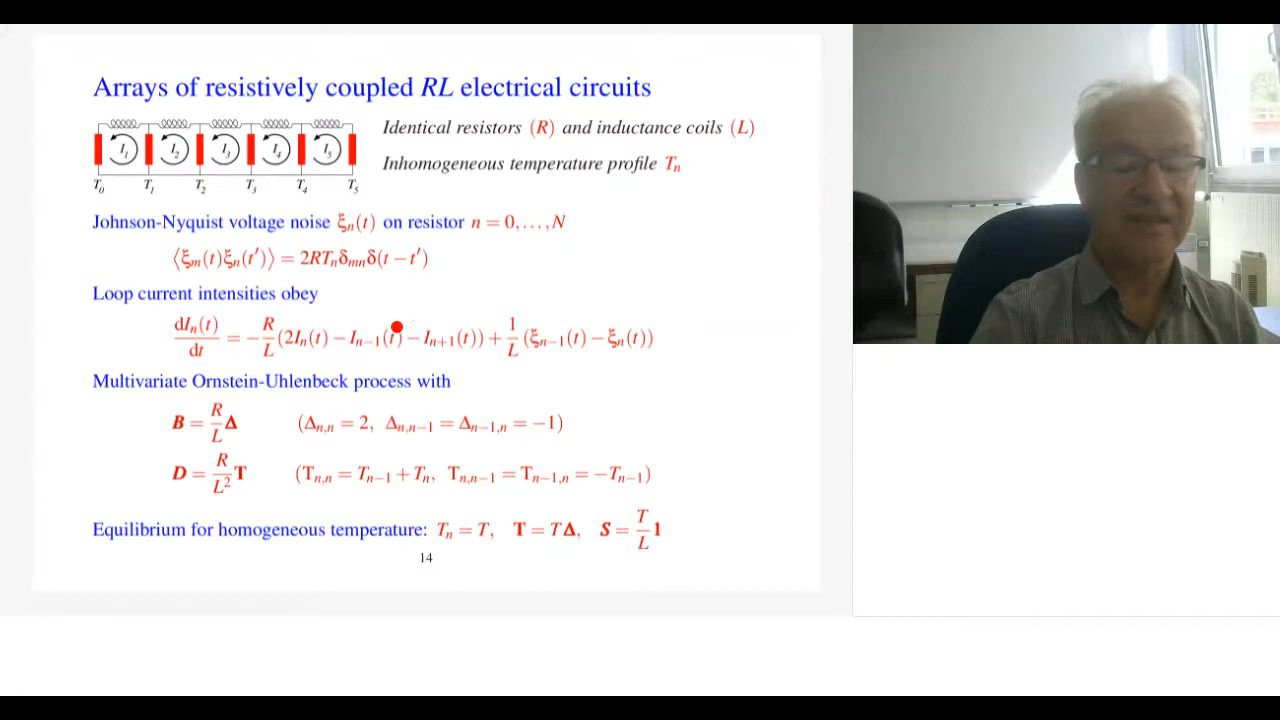 Arrays of resistively coupled RL electrical circuits
I₁ I₂ I₃ I₄ I₅
T₀ T₁ T₂ T₃ T₄ T₅
Identical resistors (R) and inductance coils (L)
Inhomogeneous temperature profile Tₙ
Johnson-Nyquist voltage noise ξₙ(t) on resistor n = 0,…,N
⟨ξₘ(t)ξₙ(t′)⟩ = 2RTₙδₘₙδ(t − t′)
Loop current intensities obey
dIₙ(t)/dt = −R/L (2Iₙ(t) − Iₙ₋₁(t) − Iₙ₊₁(t)) + 1/L (ξₙ₋₁(t) − ξₙ(t))
Multivariate Ornstein-Uhlenbeck process with
B = R/L Δ (Δₙ,ₙ = 2, Δₙ,ₙ₋₁ = Δₙ₋₁,ₙ = −1)
D = R/L² T (Tₙ,ₙ = Tₙ₋₁ + Tₙ, Tₙ,ₙ₋₁ = Tₙ₋₁,ₙ = −Tₙ₋₁)
Equilibrium for homogeneous temperature: Tₙ = T, T = TΔ, S = T/L 1
14